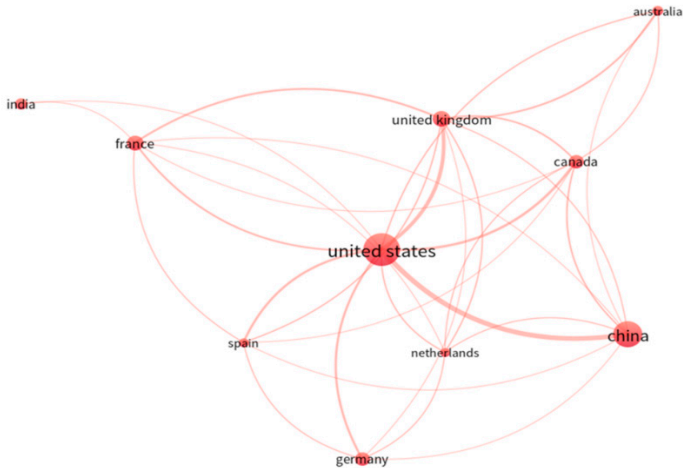 australia
india
united kingdom
france
canada
united states
china
spain
netherlands
germany